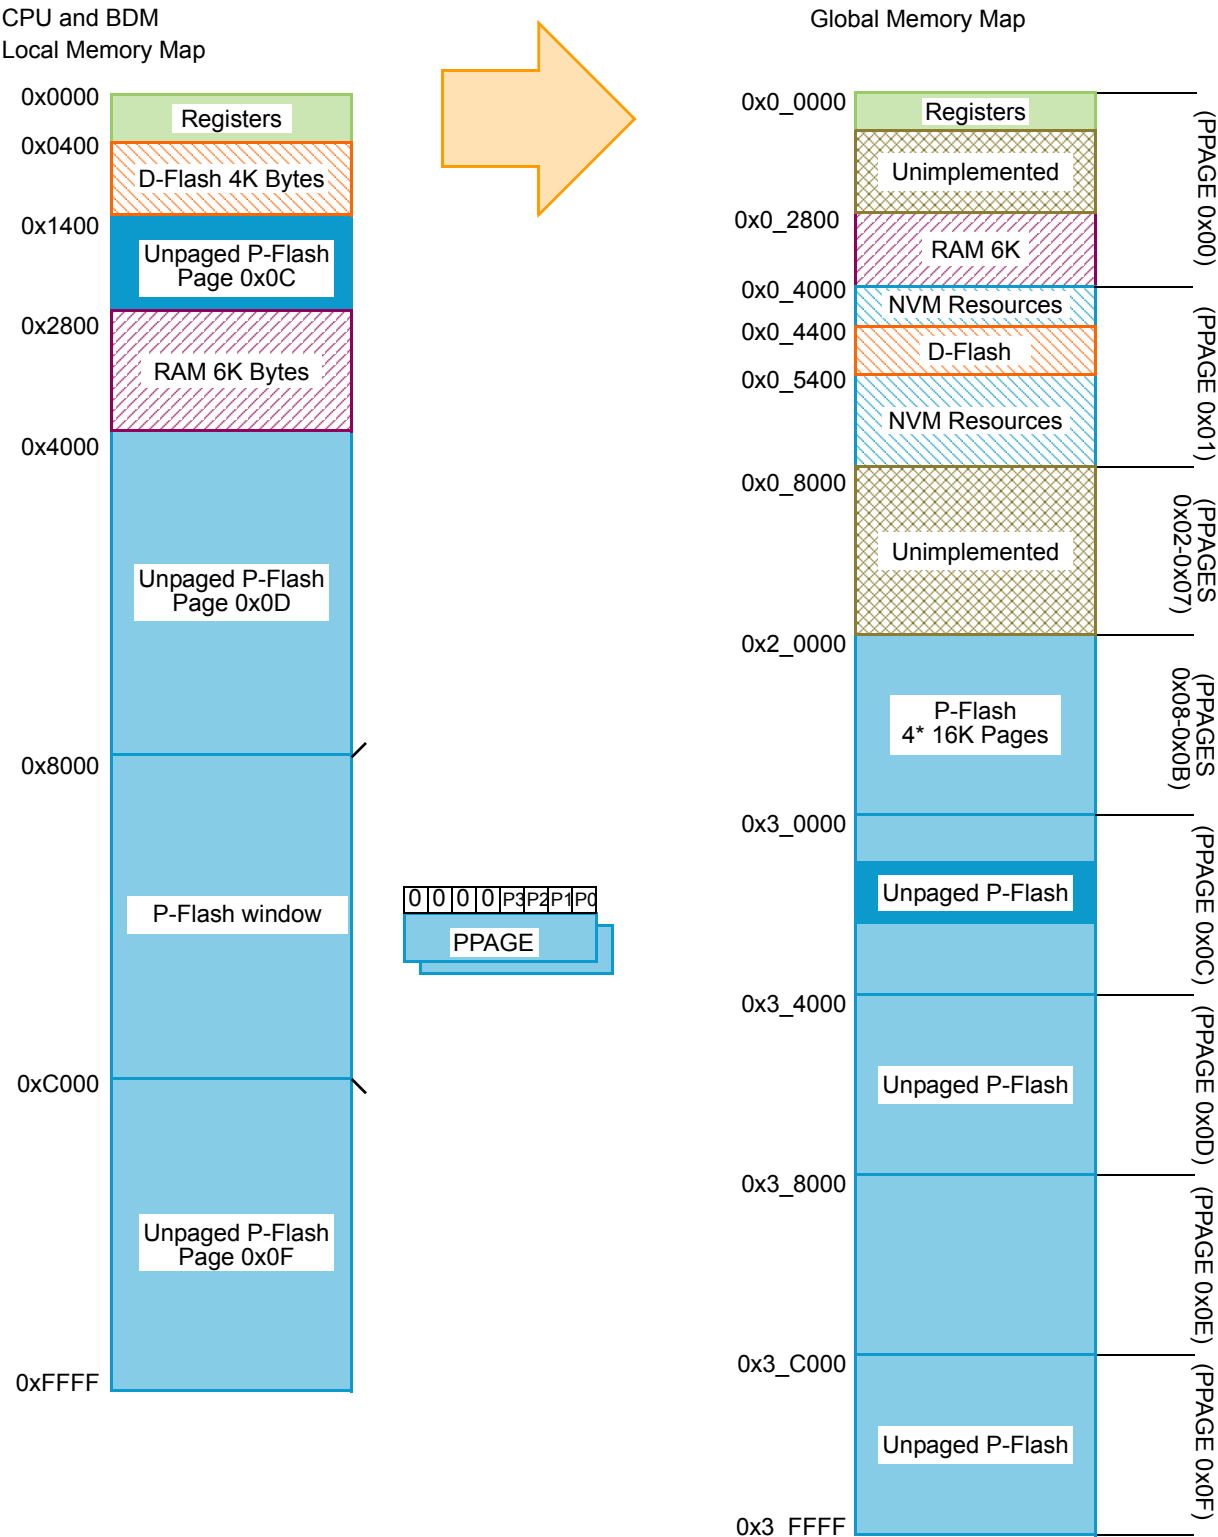 CPU and BDM
Local Memory Map
0x0000
Registers
0x0400
D-Flash 4K Bytes
0x1400
Unpaged P-Flash
Page 0x0C
0x2800
RAM 6K Bytes
0x4000
Unpaged P-Flash
Page 0x0D
0x8000
P-Flash window
0xC000
Unpaged P-Flash
Page 0x0F
0xFFFF
0 0 0 0 P3 P2 P1 P0
PPAGE
Global Memory Map
0x0_0000
Registers
Unimplemented
(PPAGE 0x00)
0x0_2800
RAM 6K
0x0_4000
NVM Resources
0x0_4400
D-Flash
(PPAGE 0x01)
0x0_5400
NVM Resources
0x0_8000
Unimplemented
(PPAGES
0x02-0x07)
0x2_0000
P-Flash
4* 16K Pages
(PPAGES
0x08-0x0B)
0x3_0000
Unpaged P-Flash
(PPAGE 0x0C)
0x3_4000
Unpaged P-Flash
(PPAGE 0x0D)
0x3_8000
(PPAGE 0x0E)
0x3_C000
Unpaged P-Flash
(PPAGE 0x0F)
0x3_FFFF